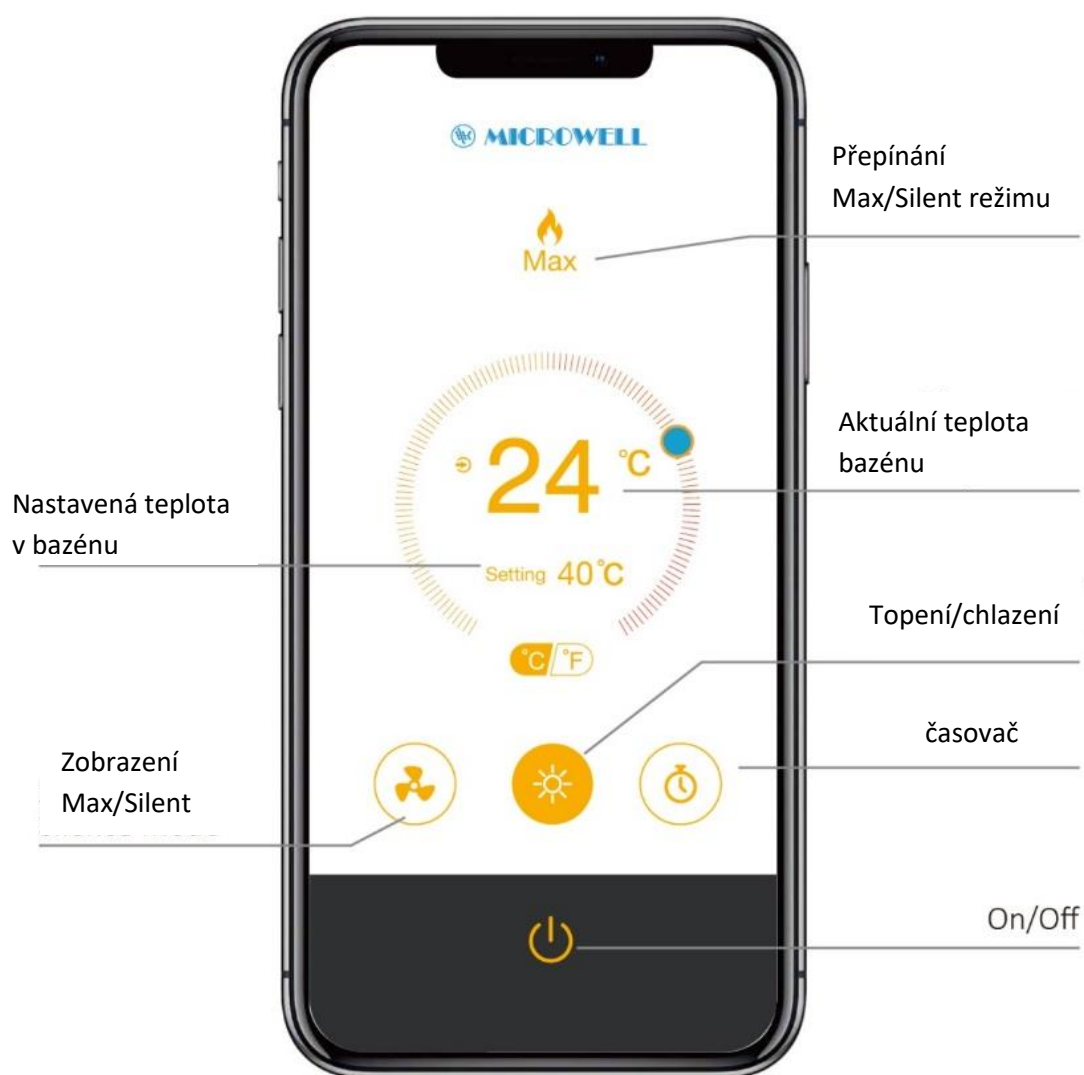 MICROWELL
Přepínání
Max/Silent režimu
Max
24 °C
Aktuální teplota
bazénu
Nastavená teplota
v bazénu
Setting 40°C
°C/°F
Topení/chlazení
Zobrazení
Max/Silent
časovač
On/Off